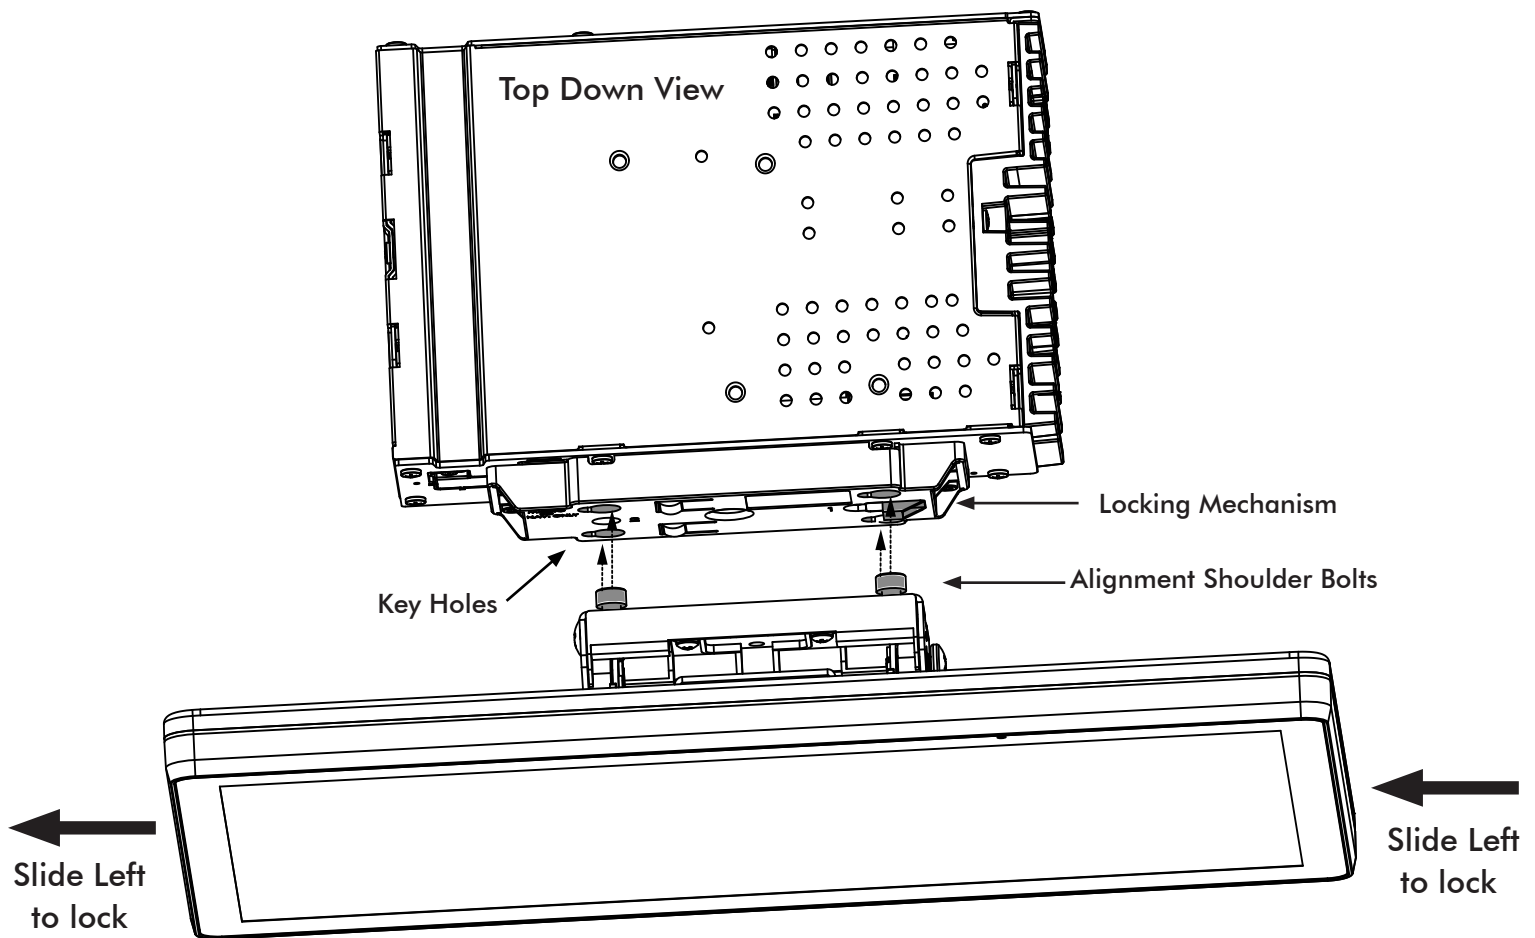 Top Down View
Locking Mechanism
Alignment Shoulder Bolts
Key Holes
Slide Left
to lock
Slide Left
to lock